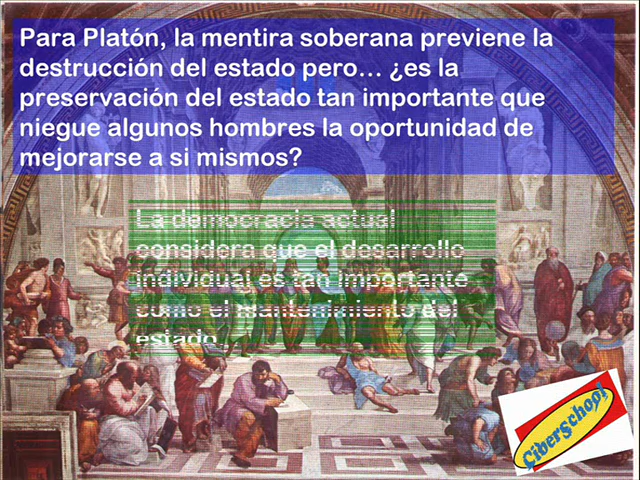 Para Platón, la mentira soberana previene la
destrucción del estado pero... ¿es la
preservación del estado tan importante que
niegue algunos hombres la oportunidad de
mejorarse a si mismos?
La democracia actual
considera que el desarrollo
individual es tan importante
como el mantenimiento del
estado
Ciberschool